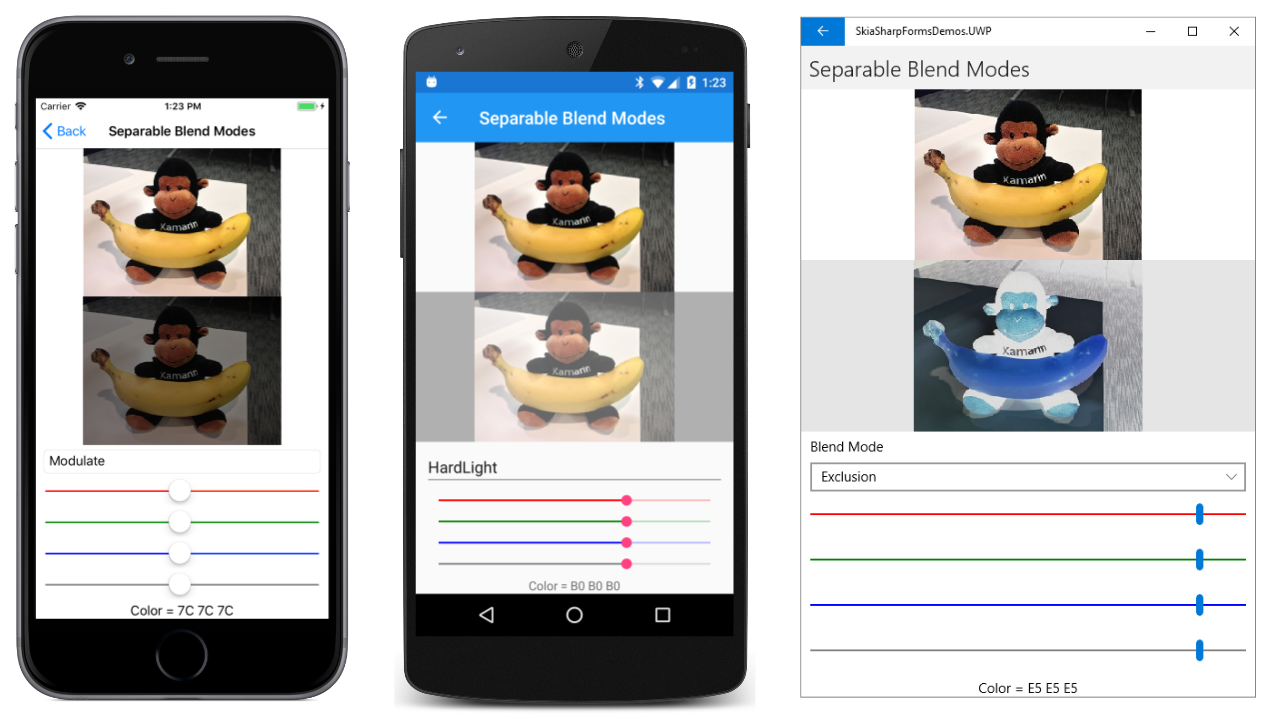 Carrier 1:23 PM
Back Separable Blend Modes
Xamarin
Xamarin
Modulate
Color = 7C 7C 7C
1:23
Separable Blend Modes
Xamarin
Xamarin
HardLight
Color = B0 B0 B0
SkiaSharpFormsDemos.UWP
Separable Blend Modes
Xamarin
Xamarin
Blend Mode
Exclusion
Color = E5 E5 E5